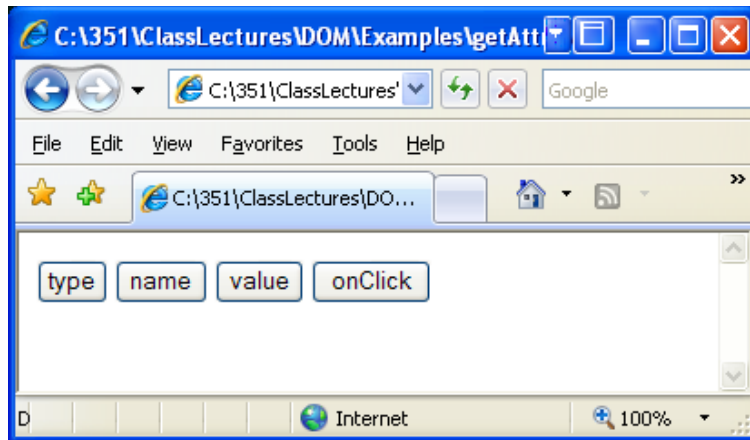 C:\351\ClassLectures\DOM\Examples\getAtt
C:\351\ClassLectures' Google
File Edit View Favorites Tools Help
C:\351\ClassLectures\DO... »
type name value onClick
D Internet 100%